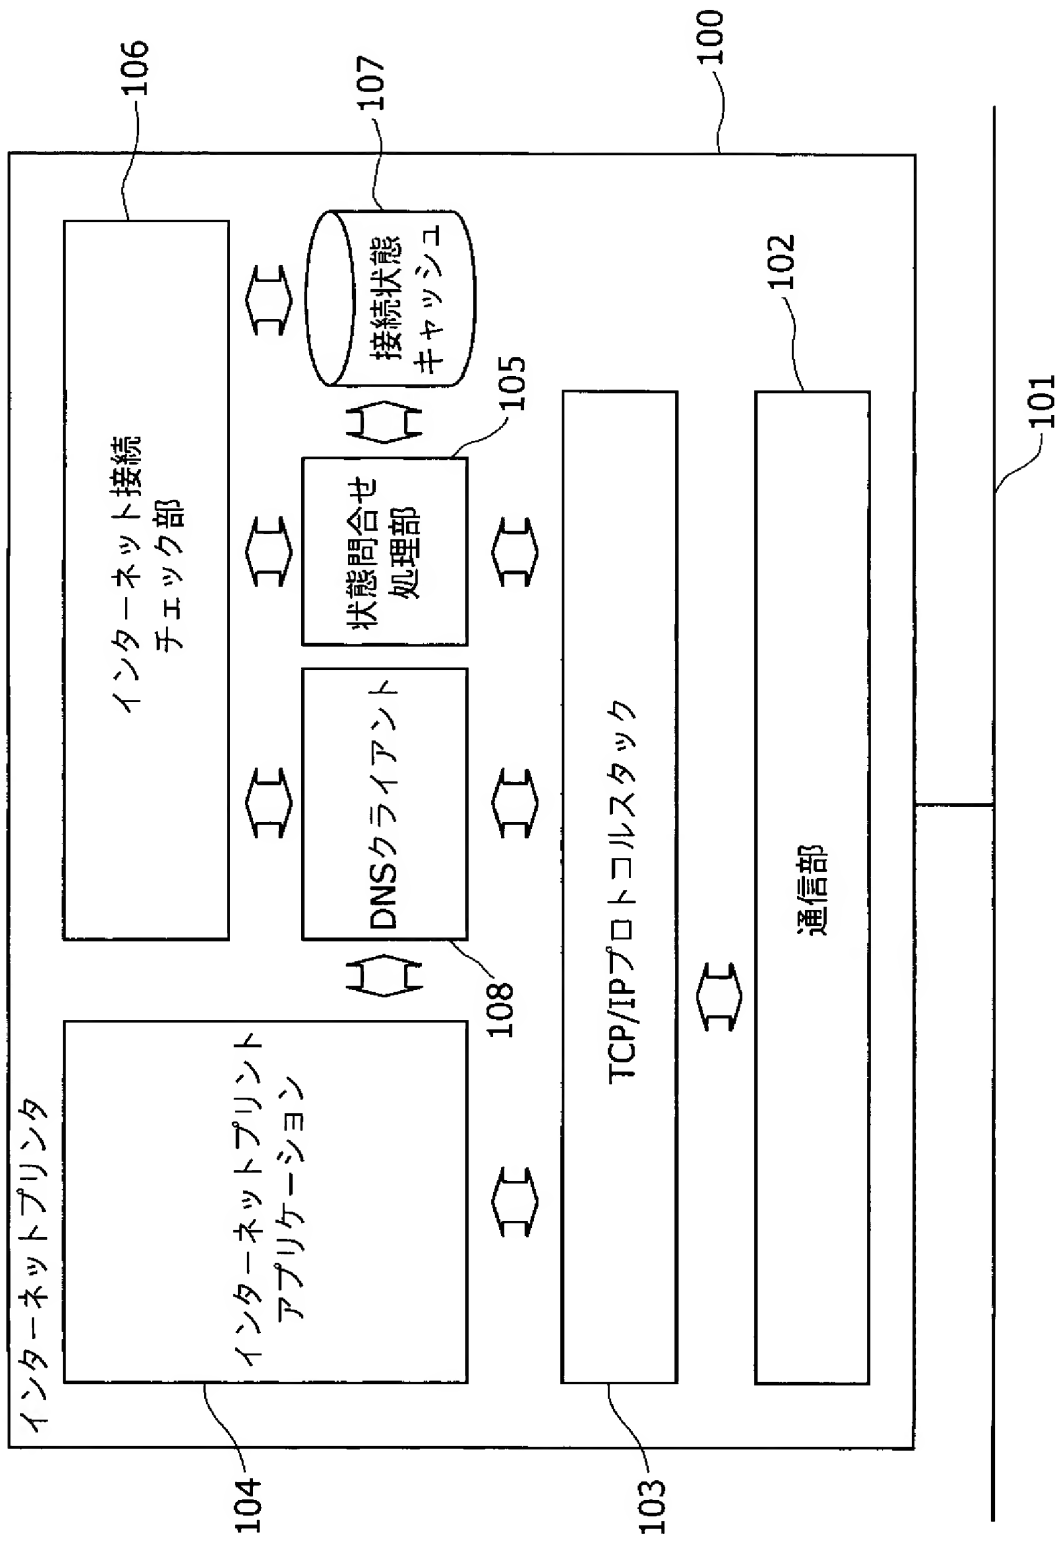 インターネットプリンタ
インターネットプリント
アプリケーション
104
インターネット接続
チェック部
106
DNSクライアント
108
状態問合せ
処理部
105
接続状態
キャッシュ
107
TCP/IPプロトコルスタック
103
通信部
102
100
101